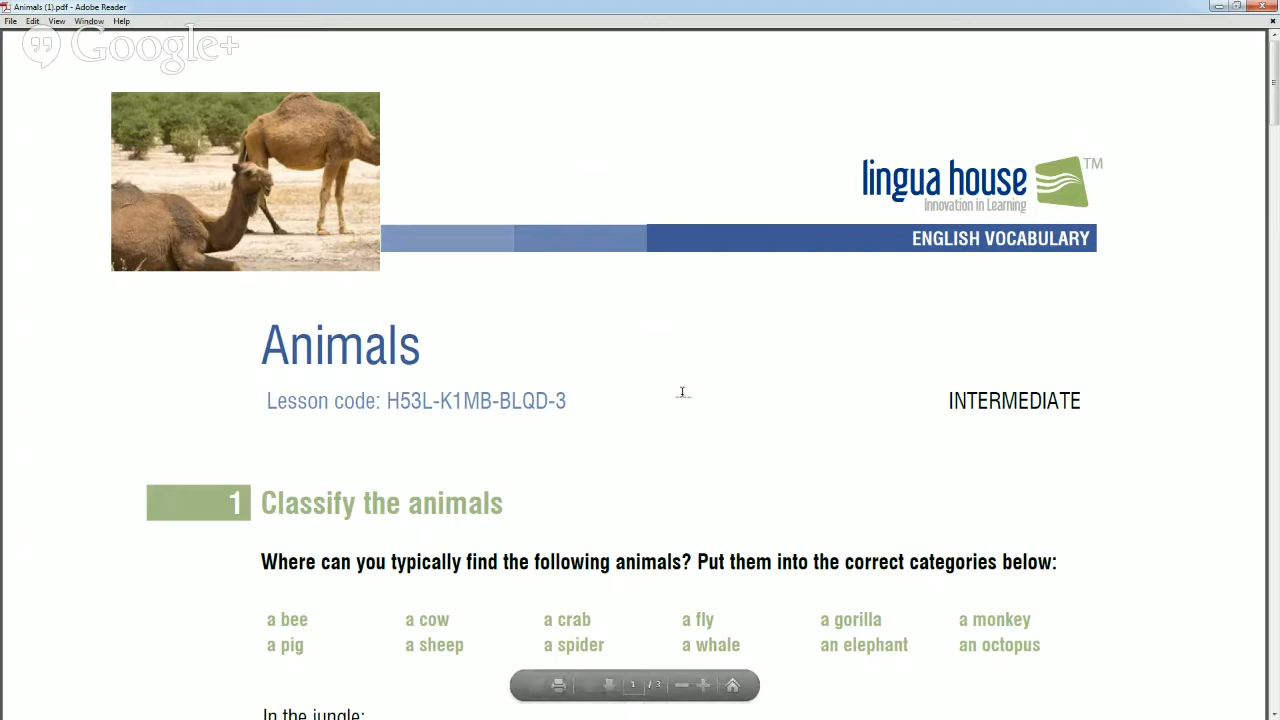 Animals (1).pdf - Adobe Reader
File Edit View Window Help
Google+
lingua house TM
Innovation in Learning
ENGLISH VOCABULARY
Animals
Lesson code: H53L-K1MB-BLQD-3
INTERMEDIATE
1 Classify the animals
Where can you typically find the following animals? Put them into the correct categories below:
a bee a cow a crab a fly a gorilla a monkey
a pig a sheep a spider a whale an elephant an octopus
1 / 3
In the jungle: